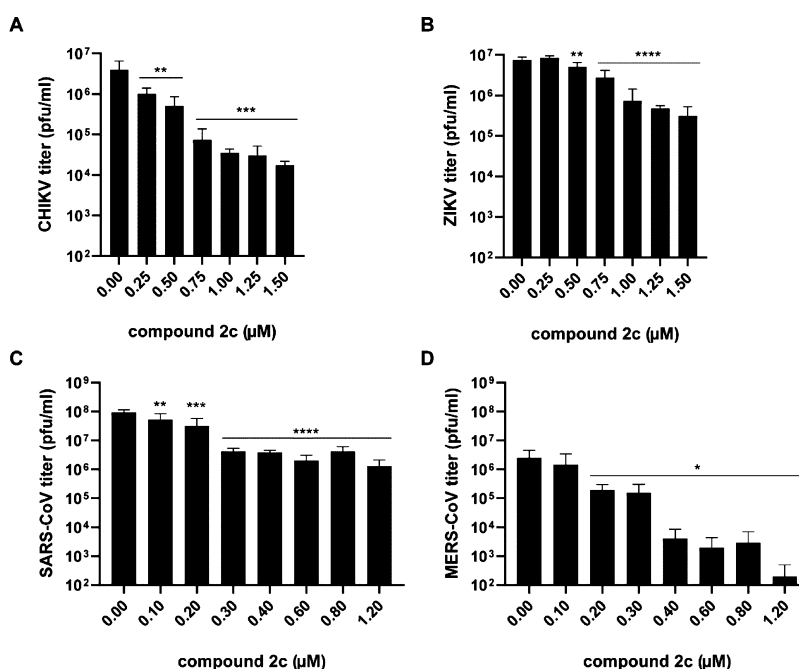 A
CHIKV titer (pfu/ml)
10⁷
10⁶
10⁵
10⁴
10³
10²
**
***
0.00 0.25 0.50 0.75 1.00 1.25 1.50
compound 2c (µM)
B
ZIKV titer (pfu/ml)
10⁷
10⁶
10⁵
10⁴
10³
10²
** ****
0.00 0.25 0.50 0.75 1.00 1.25 1.50
compound 2c (µM)
C
SARS-CoV titer (pfu/ml)
10⁹
10⁸
10⁷
10⁶
10⁵
10⁴
10³
10²
** ***
****
0.00 0.10 0.20 0.30 0.40 0.60 0.80 1.20
compound 2c (µM)
D
MERS-CoV titer (pfu/ml)
10⁹
10⁸
10⁷
10⁶
10⁵
10⁴
10³
10²
*
0.00 0.10 0.20 0.30 0.40 0.60 0.80 1.20
compound 2c (µM)